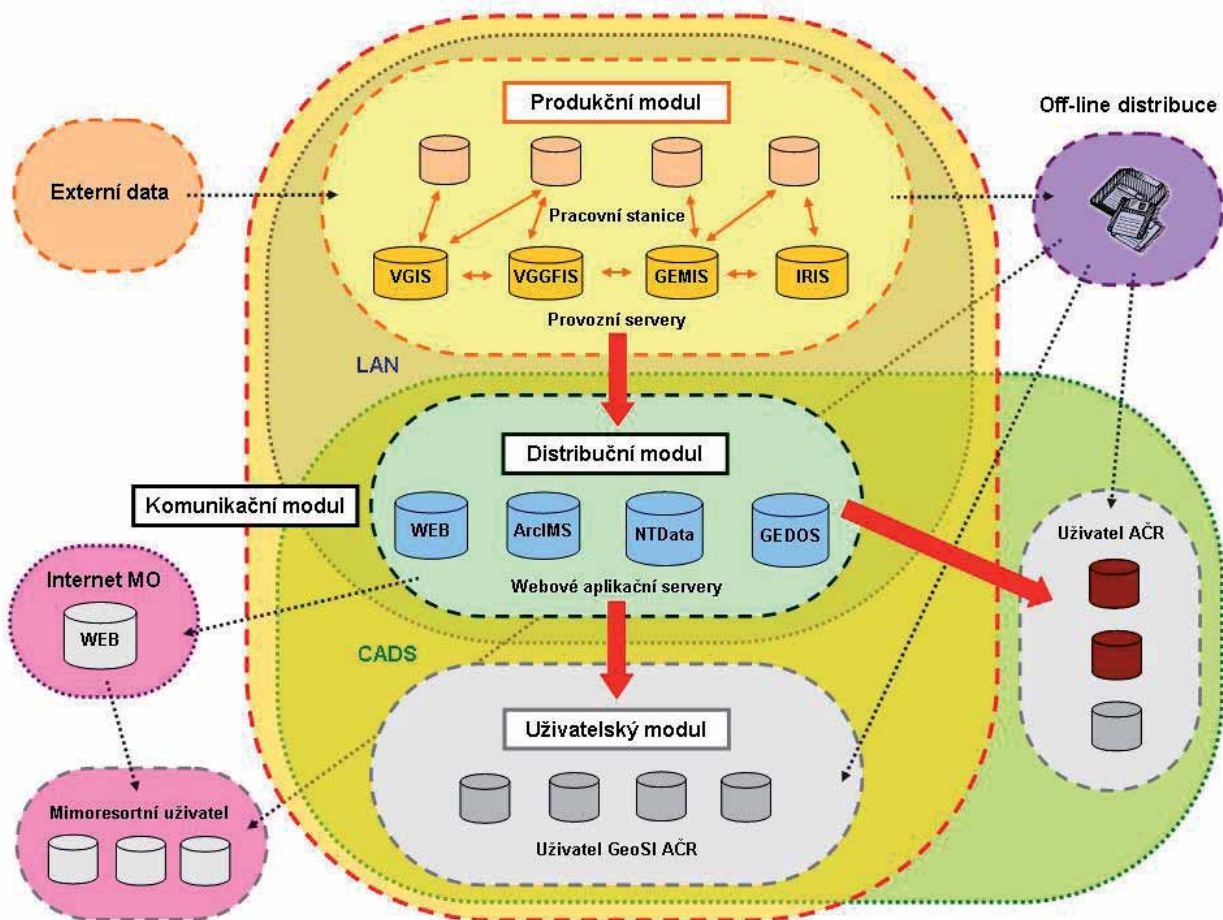 Produkční modul
Off-line distribuce
Externí data
Pracovní stanice
VGIS
VGGFIS
GEMIS
IRIS
Provozní servery
LAN
Distribuční modul
Komunikační modul
WEB
ArcIMS
NTData
GEDOS
Uživatel AČR
Webové aplikační servery
Internet MO
WEB
CADS
Uživatelský modul
Mimoresortní uživatel
Uživatel GeoSl AČR